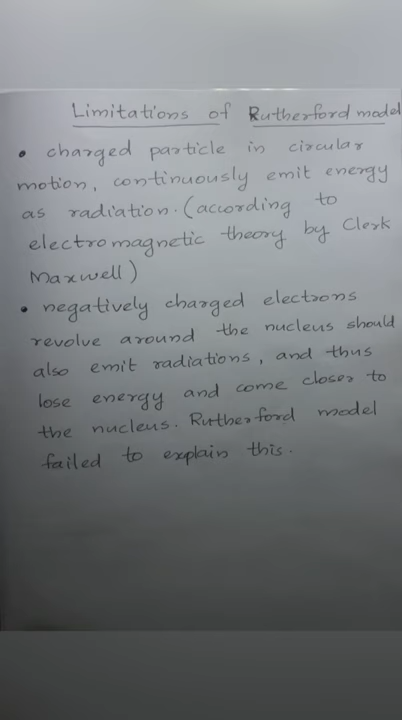 Limitations of Rutherford model
• charged particle in circular
motion, continuously emit energy
as radiation. (according to
electromagnetic theory by Clerk
Maxwell)
• negatively charged electrons
revolve around the nucleus should
also emit radiations, and thus
lose energy and come closer to
the nucleus. Rutherford model
failed to explain this.